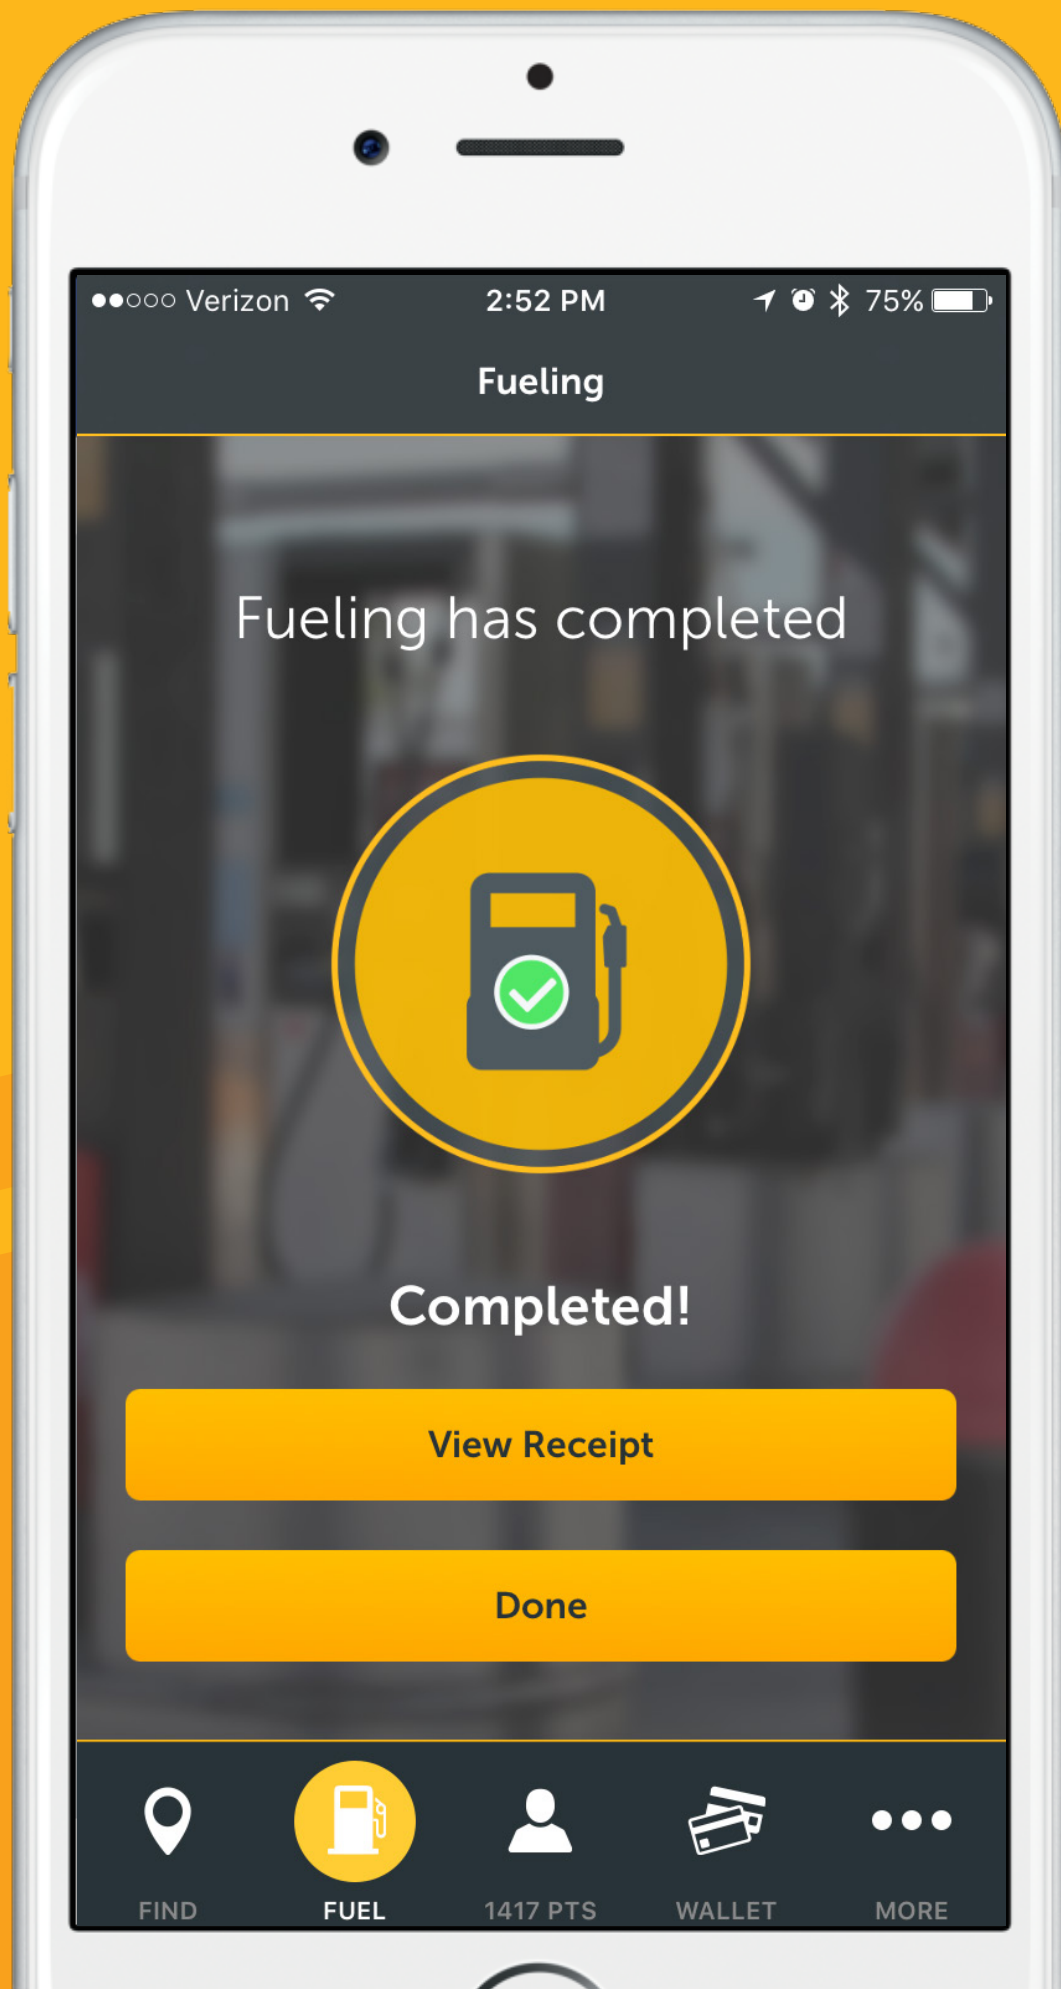 Verizon 2:52 PM 75%
Fueling
Fueling has completed
Completed!
View Receipt
Done
FIND FUEL 1417 PTS WALLET MORE